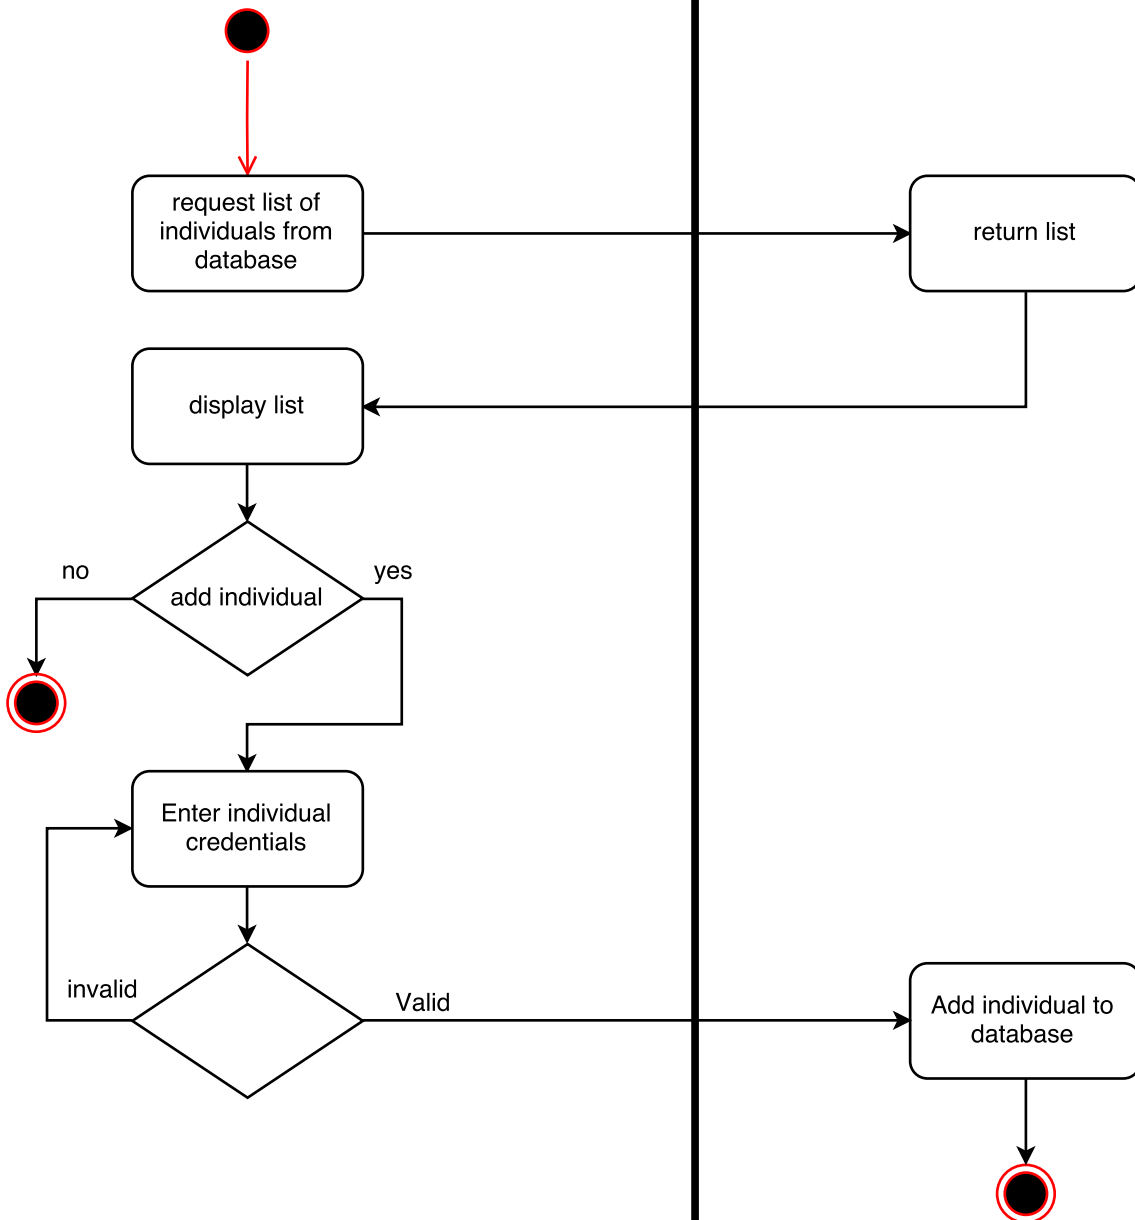 request list of
individuals from
database
return list
display list
no
yes
add individual
Enter individual
credentials
invalid
Valid
Add individual to
database